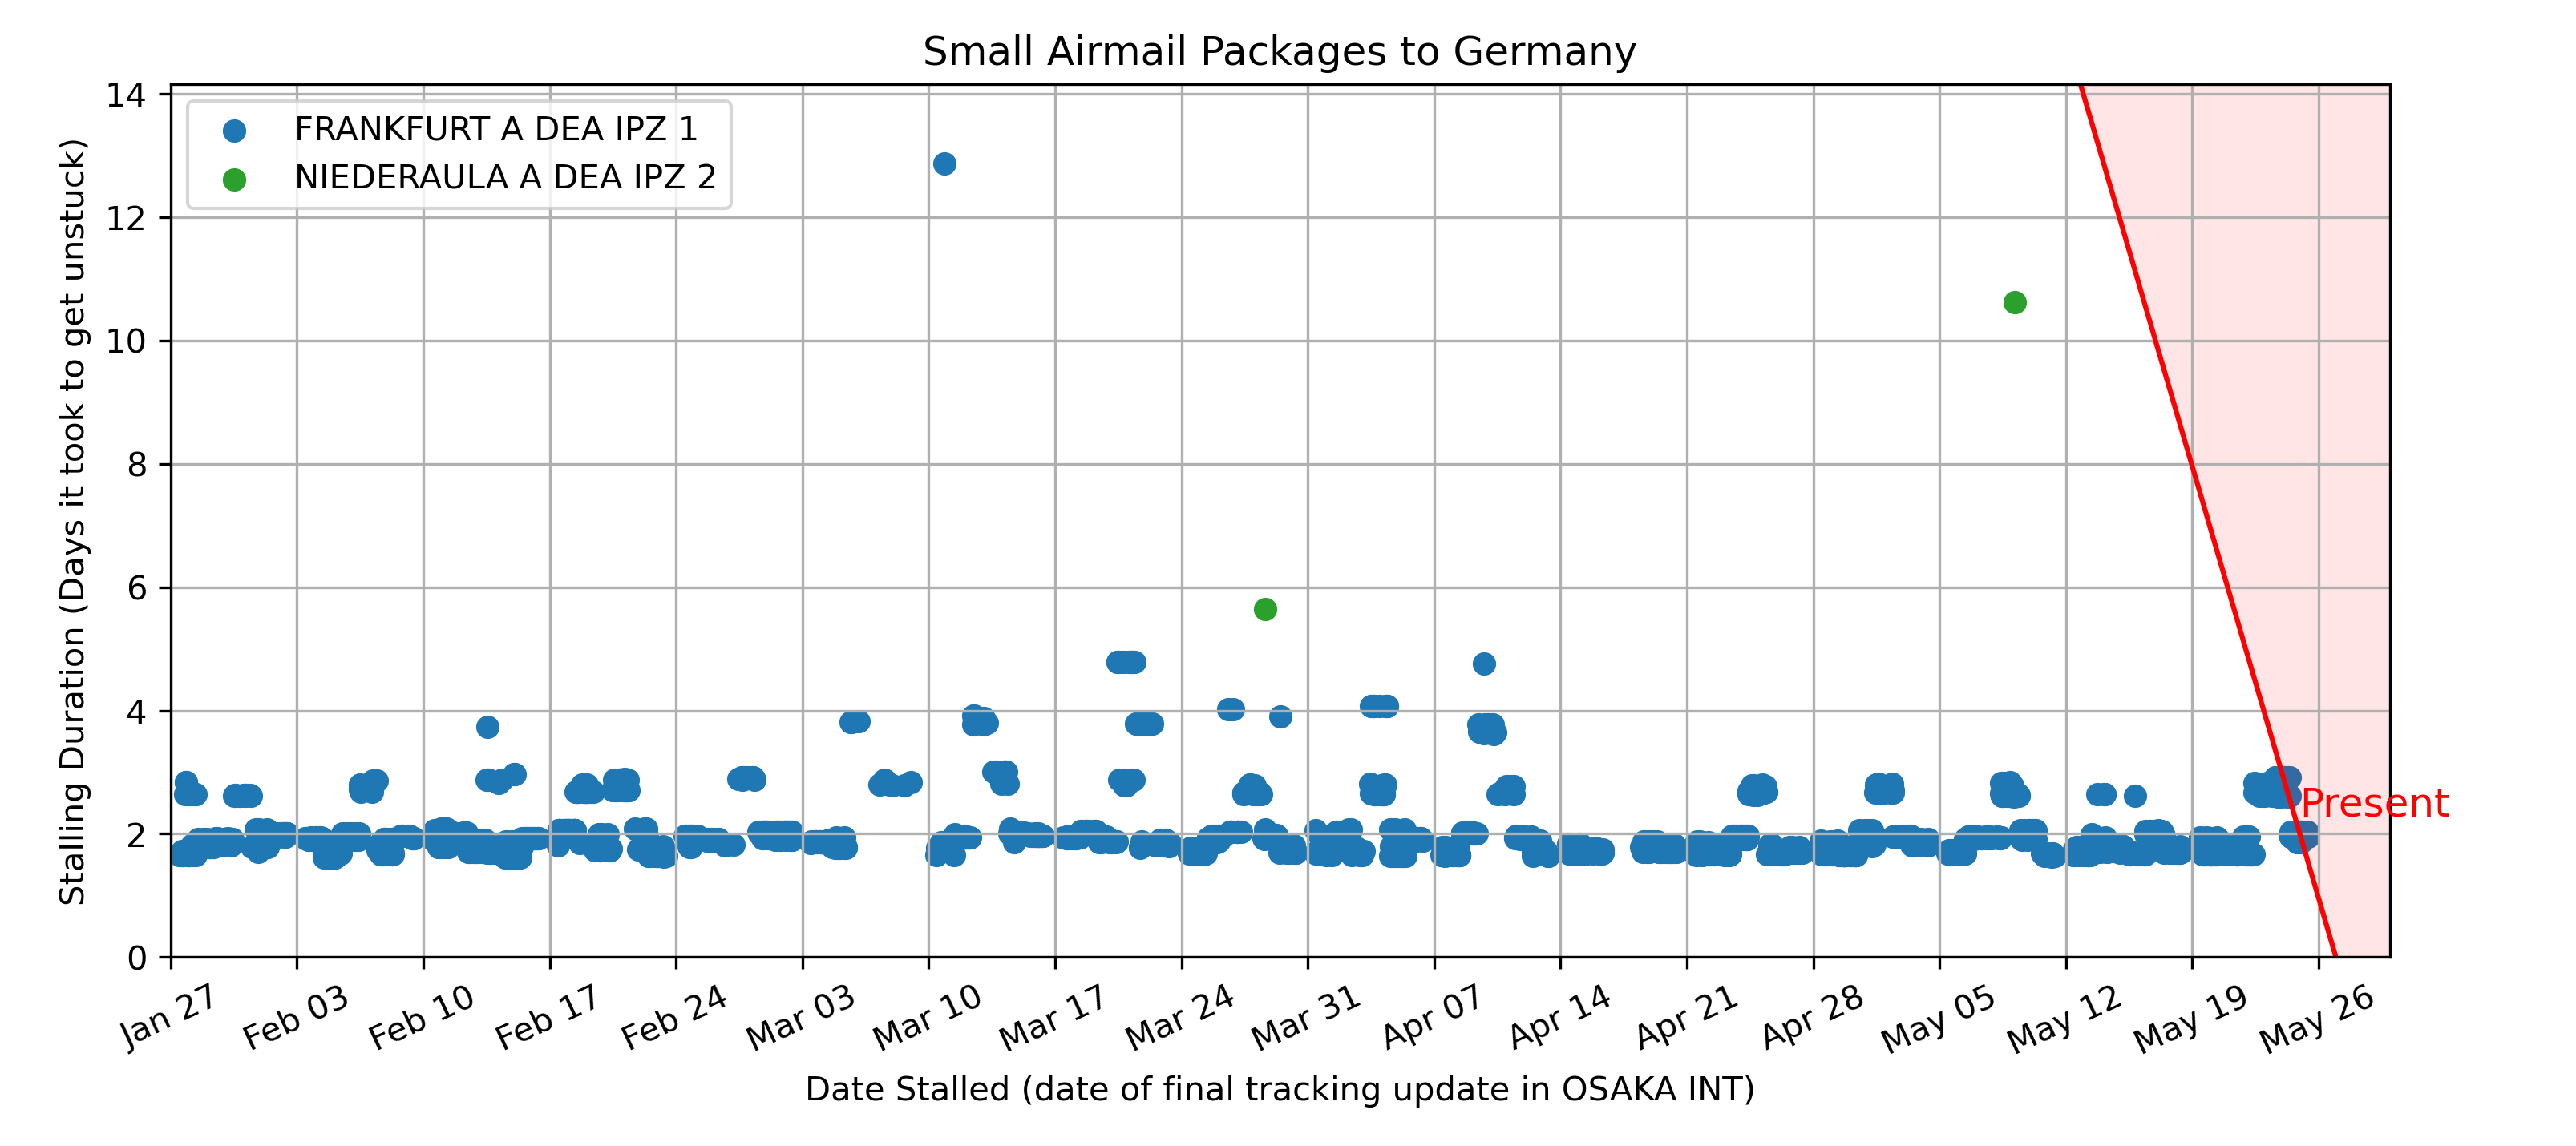 Small Airmail Packages to Germany
FRANKFURT A DEA IPZ 1
NIEDERAULA A DEA IPZ 2
Stalling Duration (Days it took to get unstuck)
14
12
10
8
6
4
2
0
Present
Jan 27
Feb 03
Feb 10
Feb 17
Feb 24
Mar 03
Mar 10
Mar 17
Mar 24
Mar 31
Apr 07
Apr 14
Apr 21
Apr 28
May 05
May 12
May 19
May 26
Date Stalled (date of final tracking update in OSAKA INT)